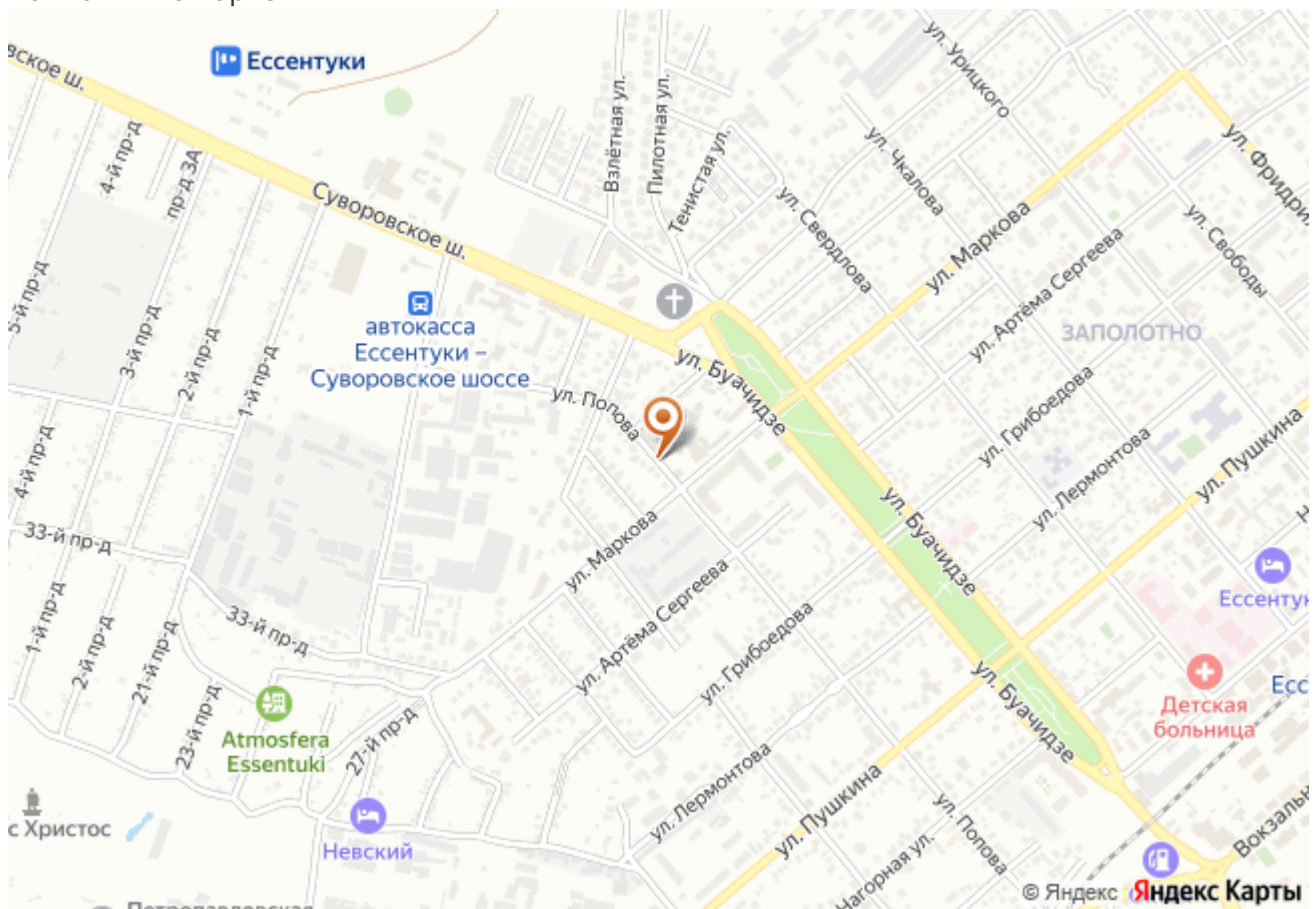 Ессентуки
вское ш.
4-й пр-д
пр-д 3А
Суворовское ш.
Взлётная ул.
Пилотная ул.
Тенистая ул.
ул. Урицкого
ул. Чкалова
ул. Свердлова
ул. Маркова
ул. Фридри
ул. Свободы
ул. Артёма Сергеева
ЗАПОЛОТНО
5-й пр-д
3-й пр-д
2-й пр-д
1-й пр-д
автокасса
Ессентуки –
Суворовское шоссе
ул. Буачидзе
ул. Попова
ул. Грибоедова
ул. Лермонтова
ул. Пушкина
4-й пр-д
33-й пр-д
ул. Маркова
ул. Буачидзе
Ессентук
1-й пр-д
2-й пр-д
21-й пр-д
23-й пр-д
33-й пр-д
27-й пр-д
ул. Артёма Сергеева
ул. Грибоедова
ул. Буачидзе
Детская
больница
Есс
Atmosfera
Essentuki
с Христос
Невский
ул. Лермонтова
ул. Пушкина
Нагорная ул.
ул. Попова
Вокзальн
© Яндекс
Яндекс Карты